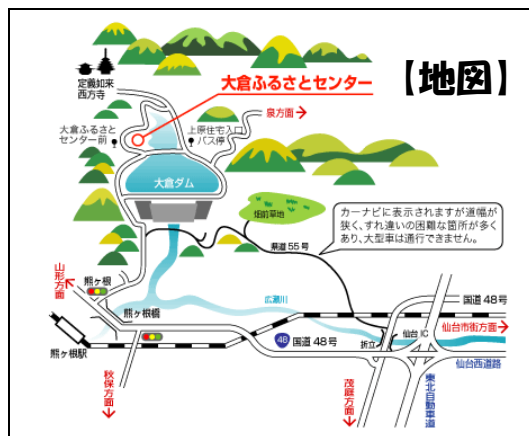 【地図】
定義如来
西方寺
大倉ふるさとセンター
泉方面
大倉ふるさと
センター前
上原住宅入口
バス停
大倉ダム
畑前草地
カーナビに表示されますが道幅が
狭く、すれ違いの困難な箇所が多く
あり、大型車は通行できません。
県道55号
山形方面
熊ヶ根
熊ヶ根橋
広瀬川
国道48号
仙台市街方面
熊ヶ根駅
48
国道48号
折立
仙台IC
仙台西道路
秋保方面
茂庭方面
東北自動車道